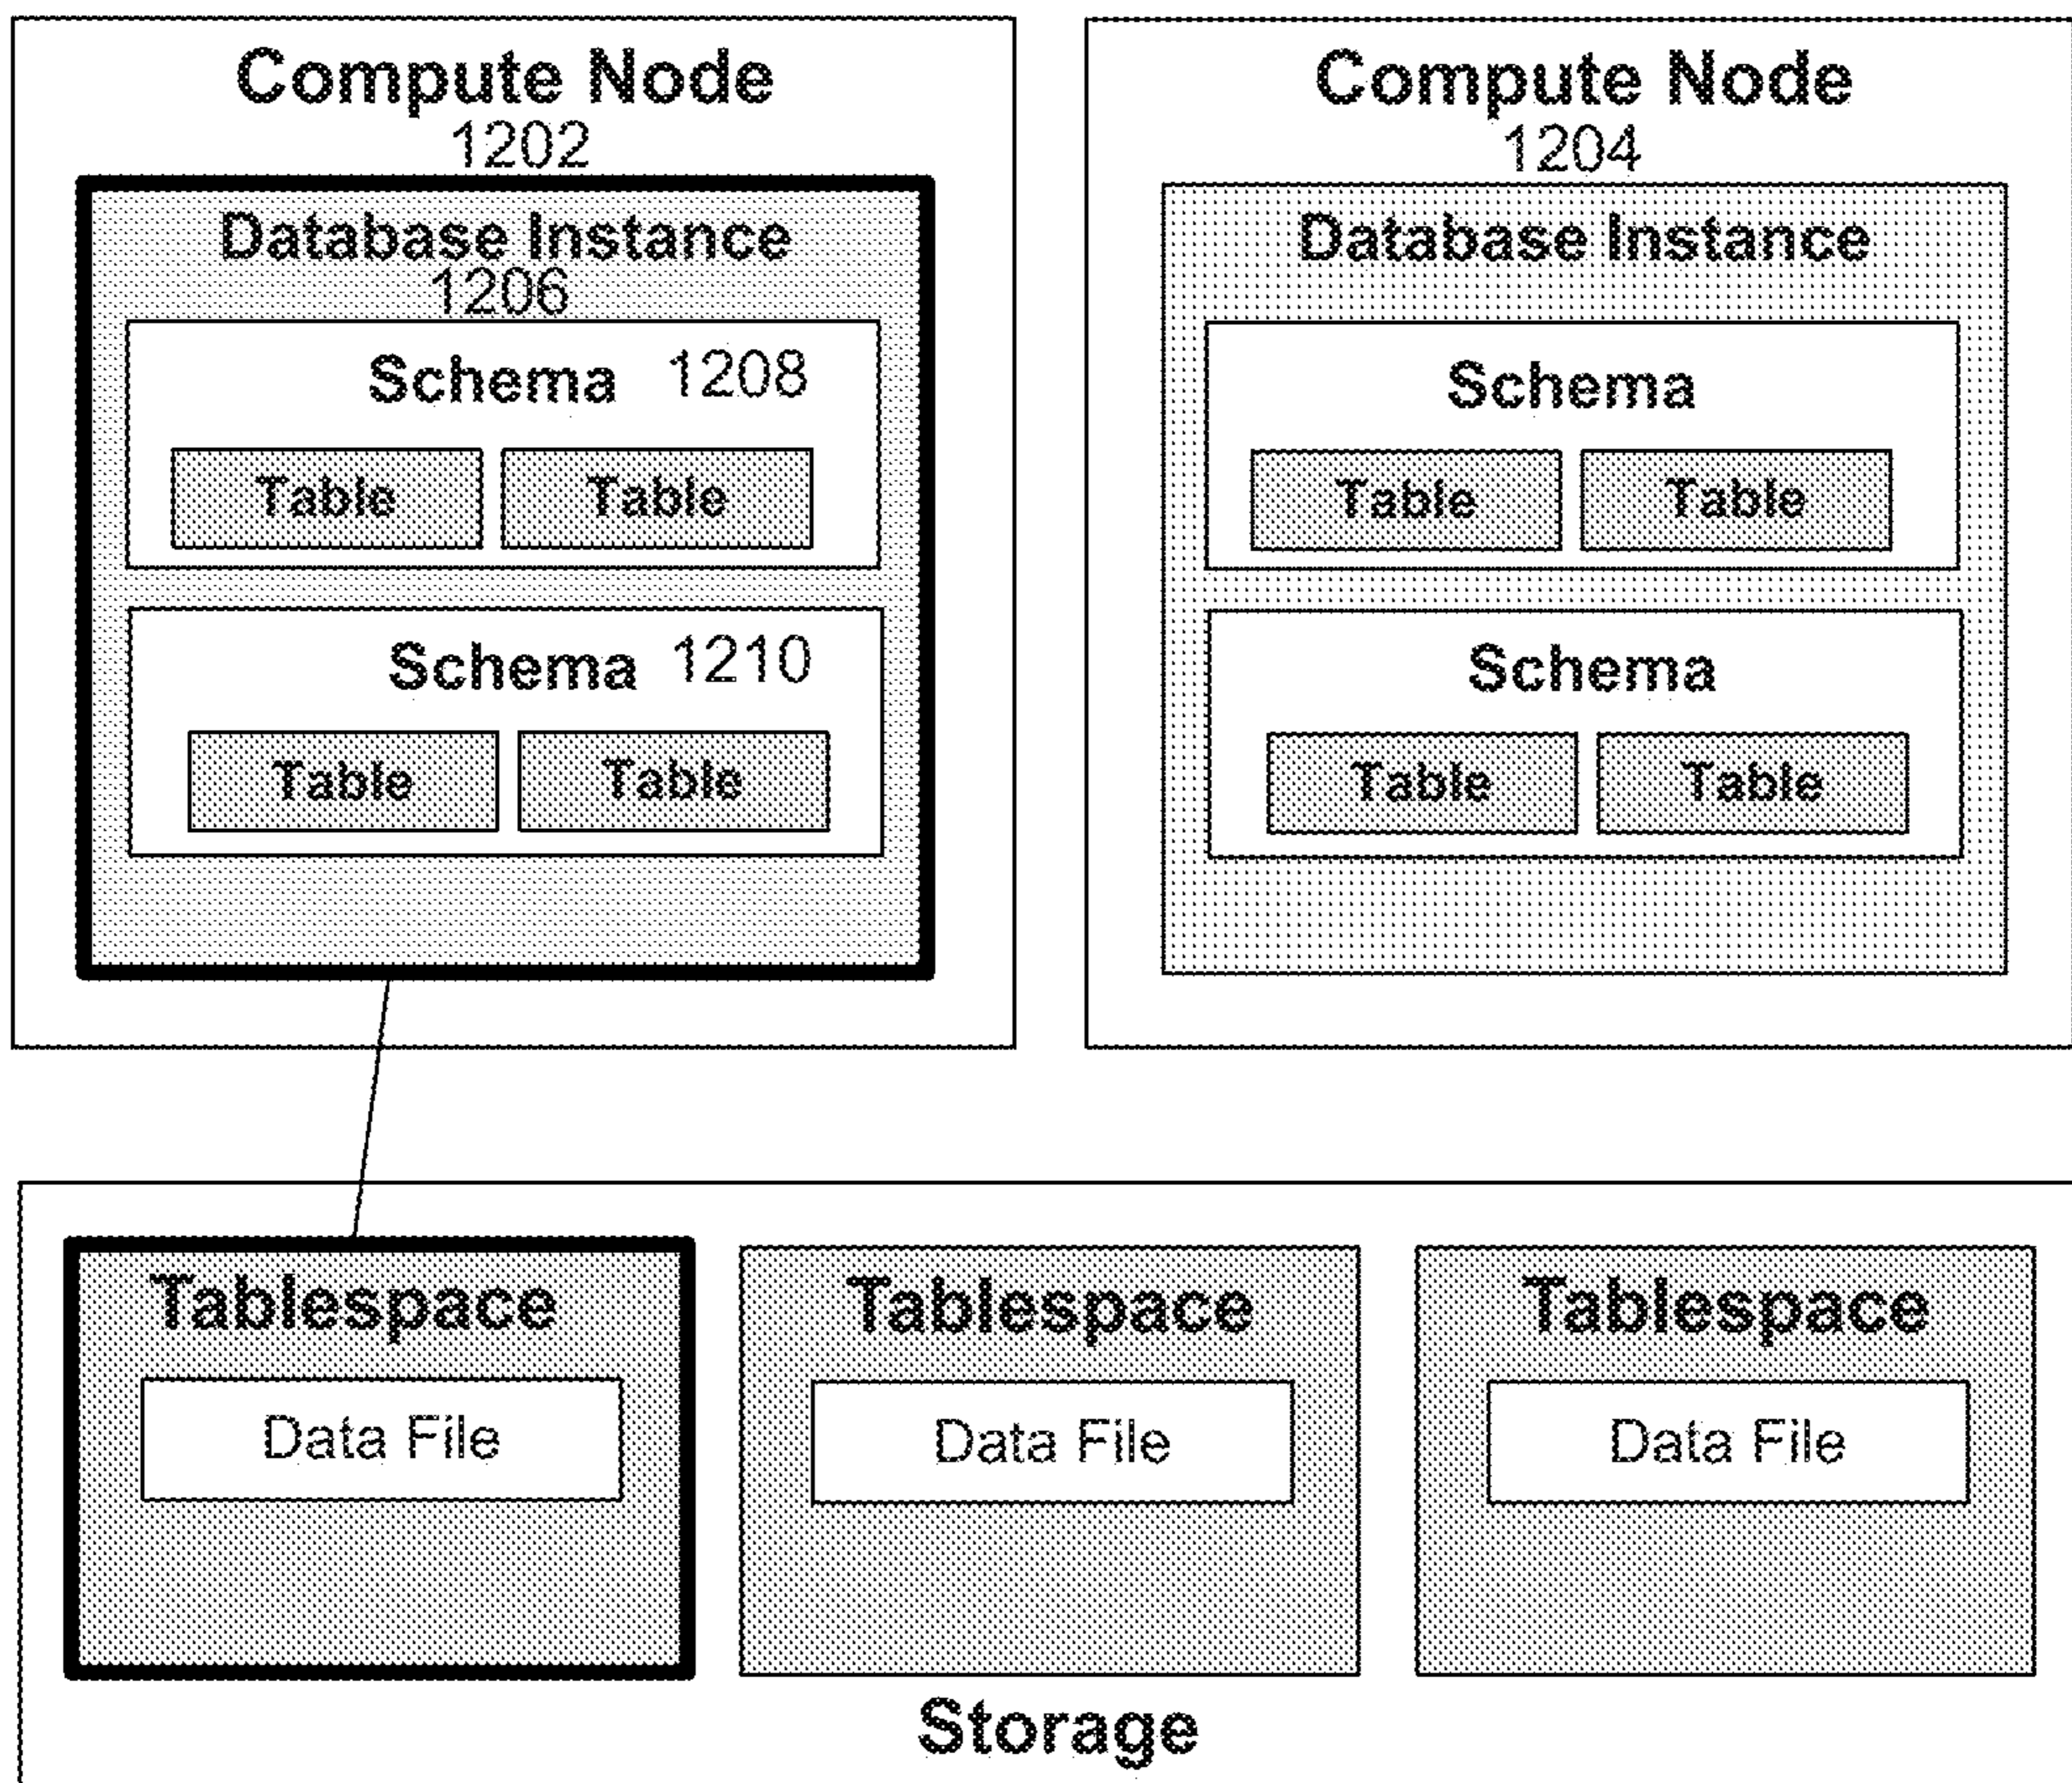 Compute Node
1202
Database Instance
1206
Schema 1208
Table Table
Schema 1210
Table Table
Compute Node
1204
Database Instance
Schema
Table Table
Schema
Table Table
Tablespace
Data File
Tablespace
Data File
Tablespace
Data File
Storage